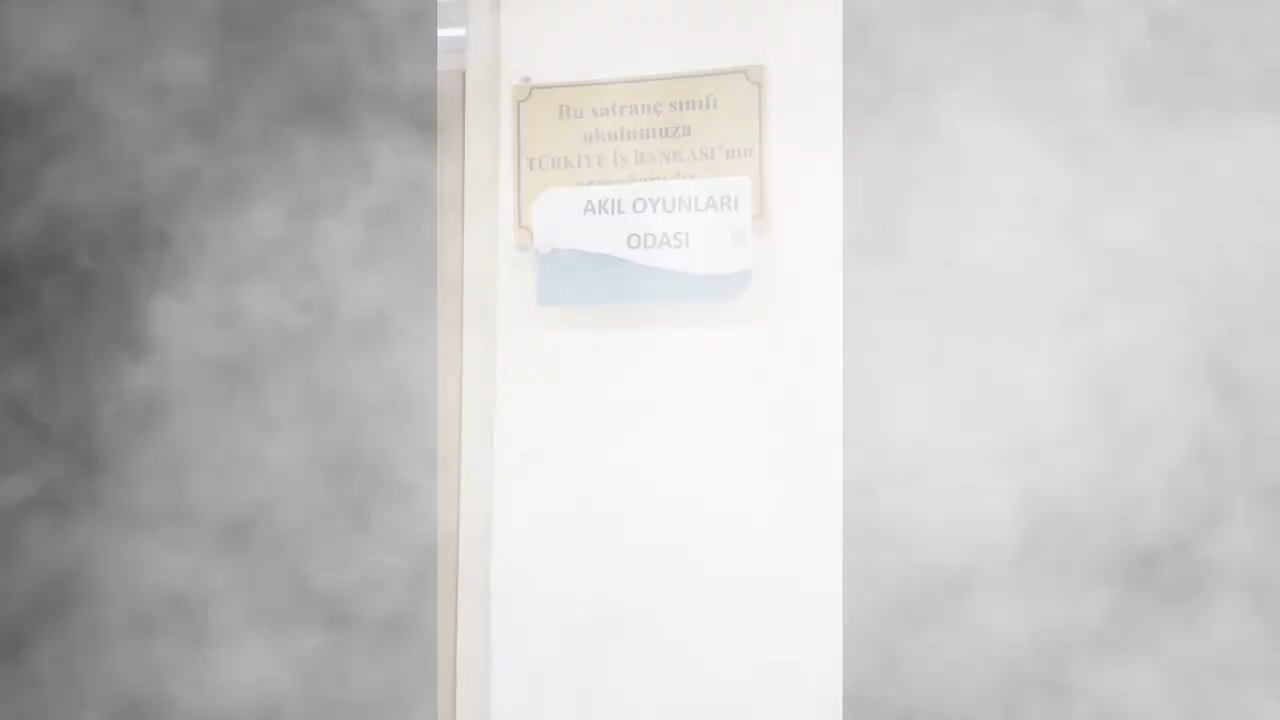 Bu satranç sınıfı
okulumuza
TÜRKİYE İŞ BANKASI'nın
AKIL OYUNLARI
ODASI